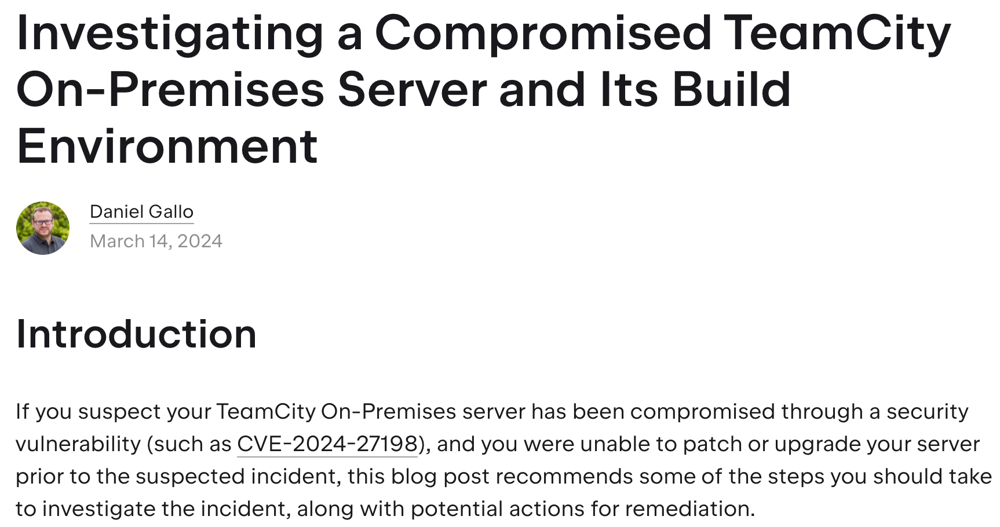 Investigating a Compromised TeamCity
On-Premises Server and Its Build
Environment
Daniel Gallo
March 14, 2024
Introduction
If you suspect your TeamCity On-Premises server has been compromised through a security
vulnerability (such as CVE-2024-27198), and you were unable to patch or upgrade your server
prior to the suspected incident, this blog post recommends some of the steps you should take
to investigate the incident, along with potential actions for remediation.